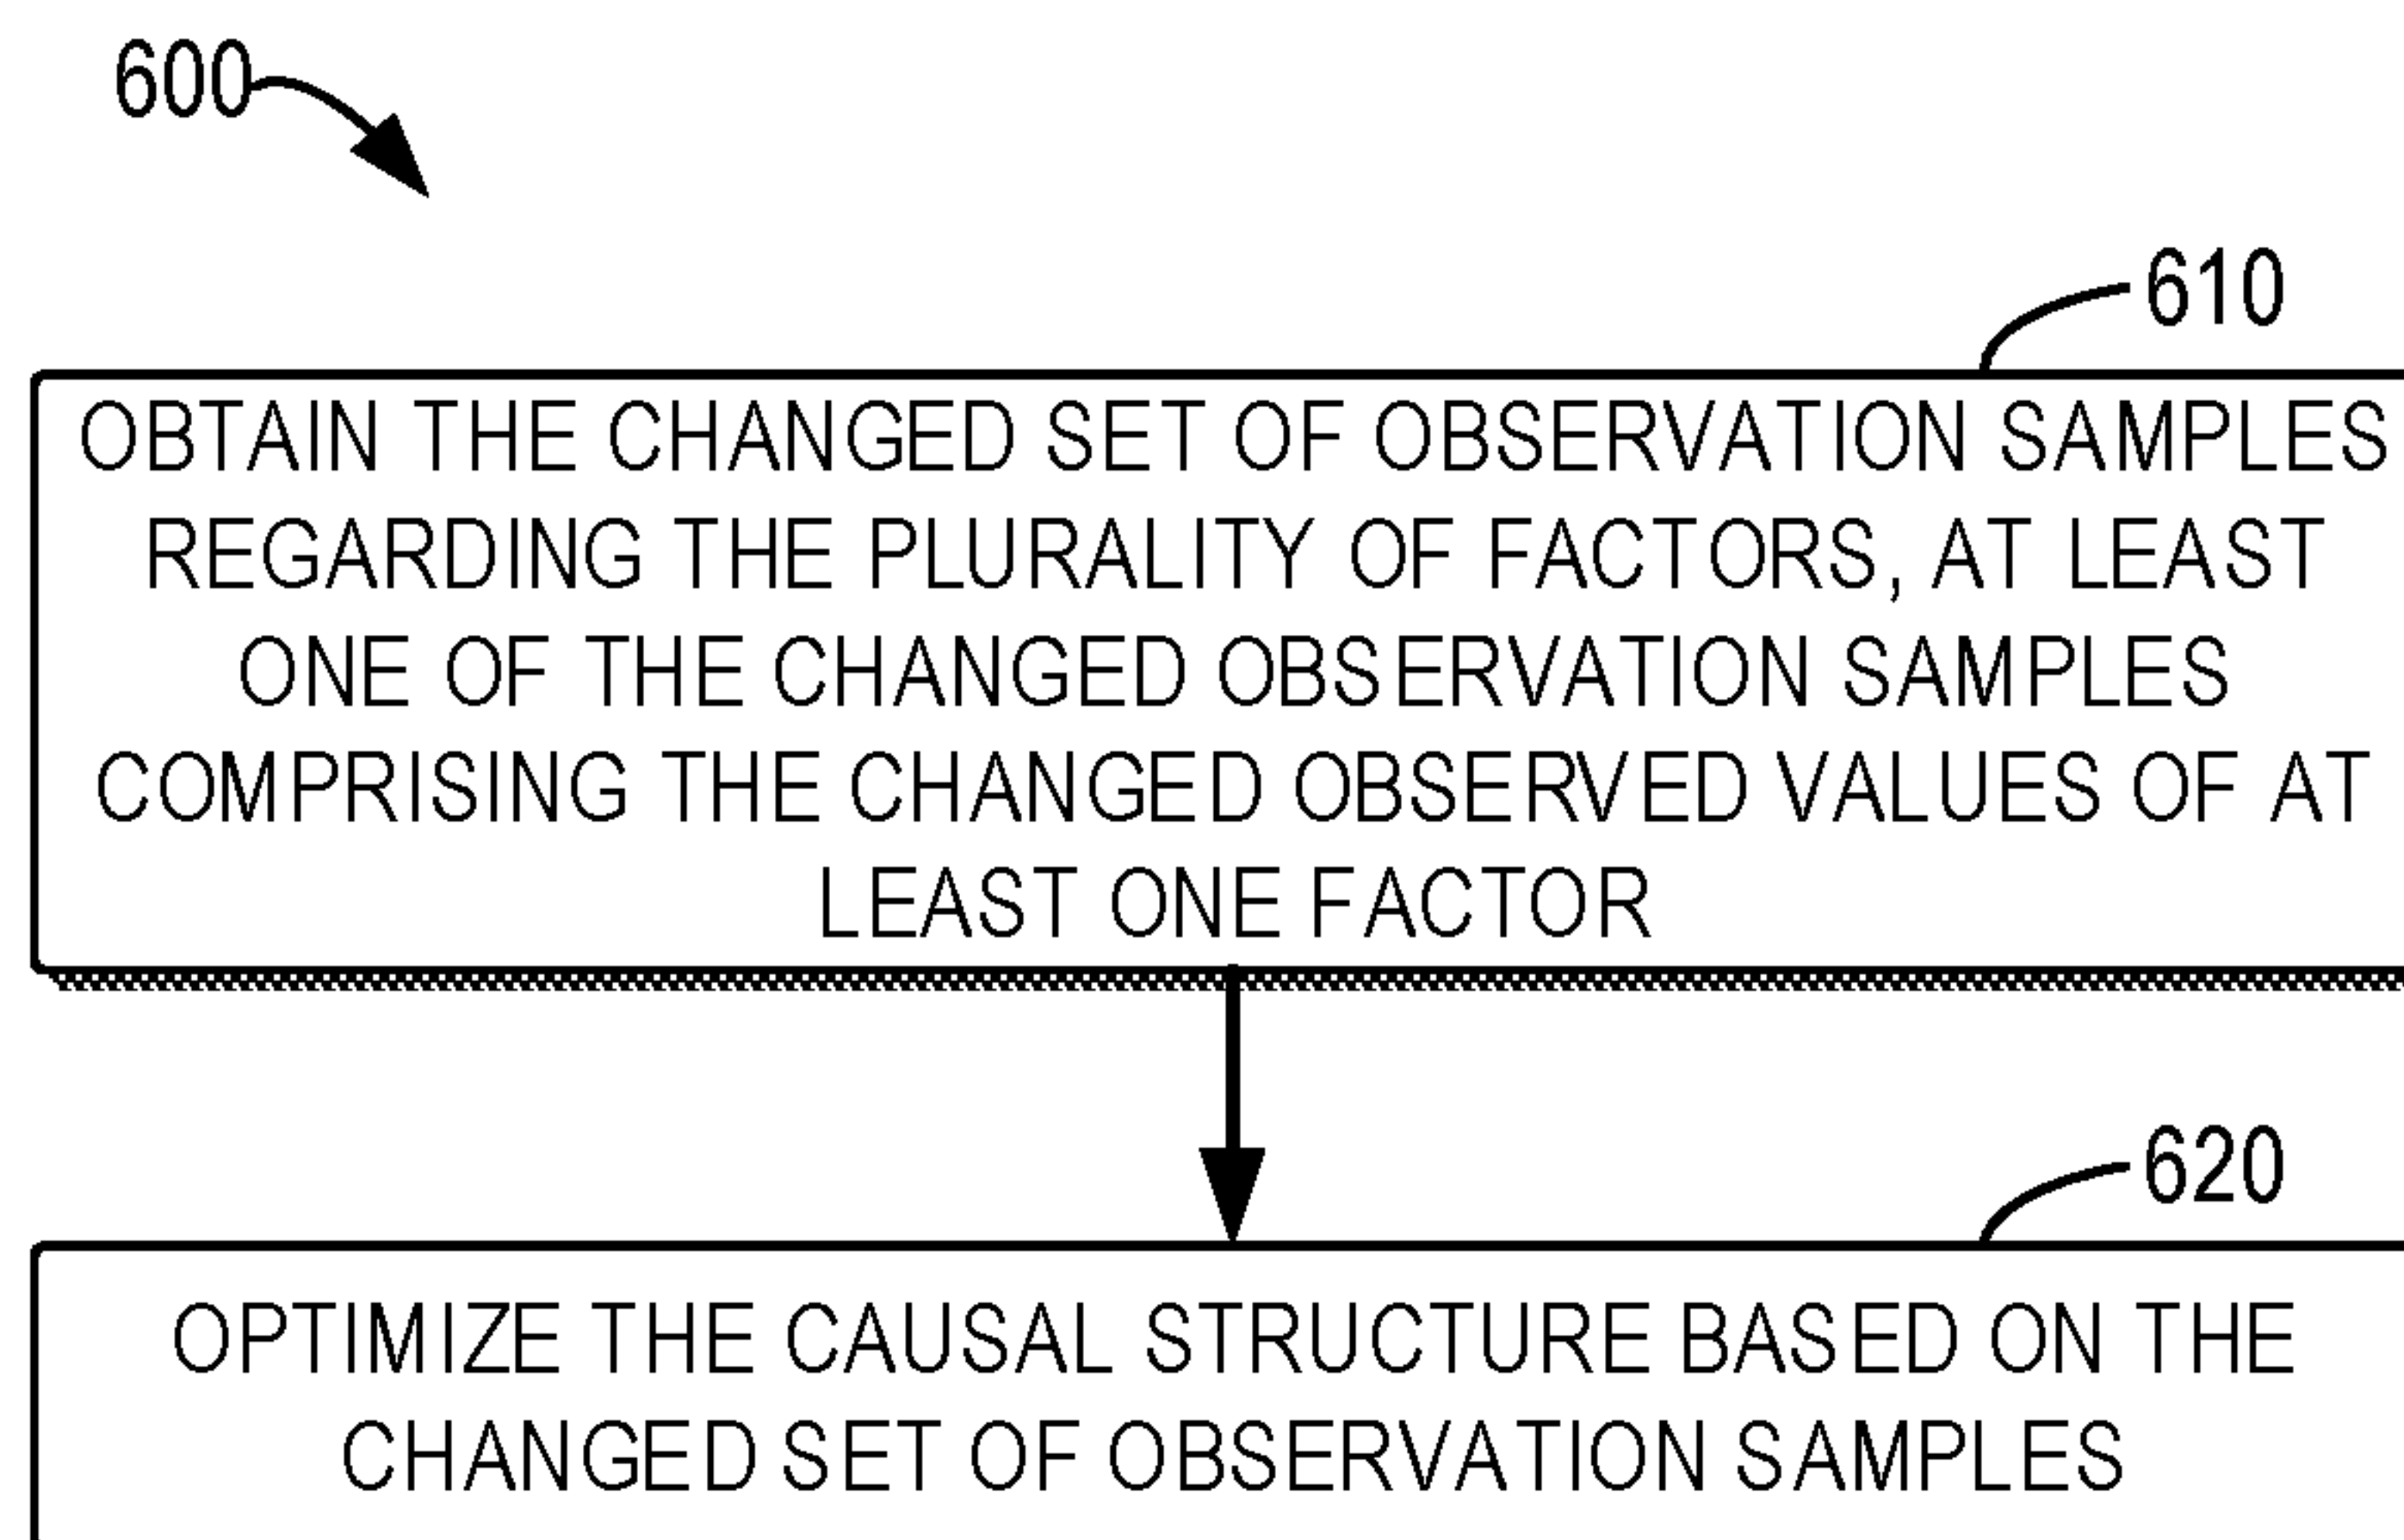 600
610
OBTAIN THE CHANGED SET OF OBSERVATION SAMPLES
REGARDING THE PLURALITY OF FACTORS, AT LEAST
ONE OF THE CHANGED OBSERVATION SAMPLES
COMPRISING THE CHANGED OBSERVED VALUES OF AT
LEAST ONE FACTOR
620
OPTIMIZE THE CAUSAL STRUCTURE BASED ON THE
CHANGED SET OF OBSERVATION SAMPLES